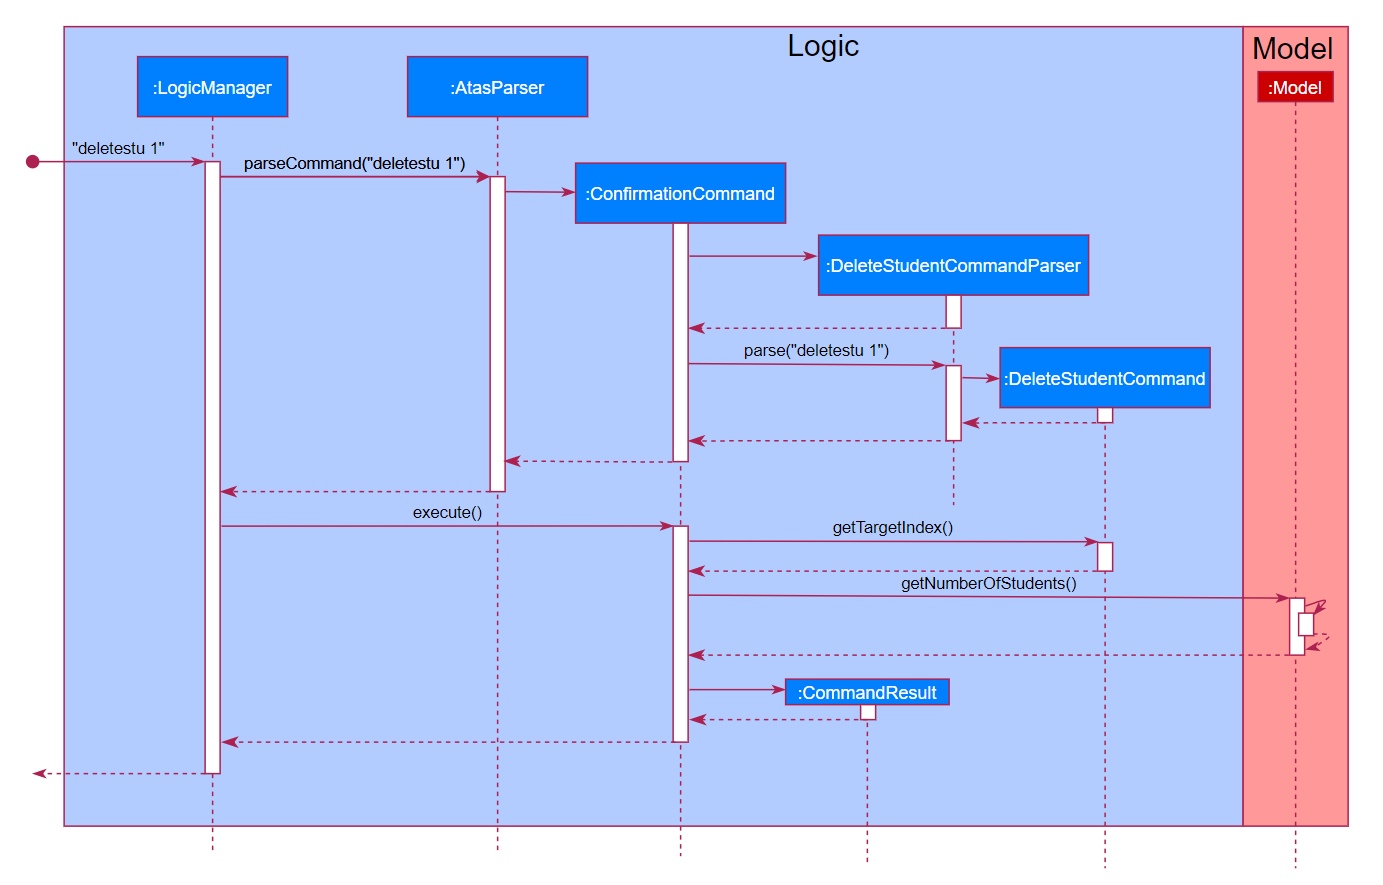 Logic
Model
:LogicManager
:AtasParser
:Model
"deletestu 1"
parseCommand("deletestu 1")
:ConfirmationCommand
:DeleteStudentCommandParser
parse("deletestu 1")
:DeleteStudentCommand
execute()
getTargetIndex()
getNumberOfStudents()
:CommandResult